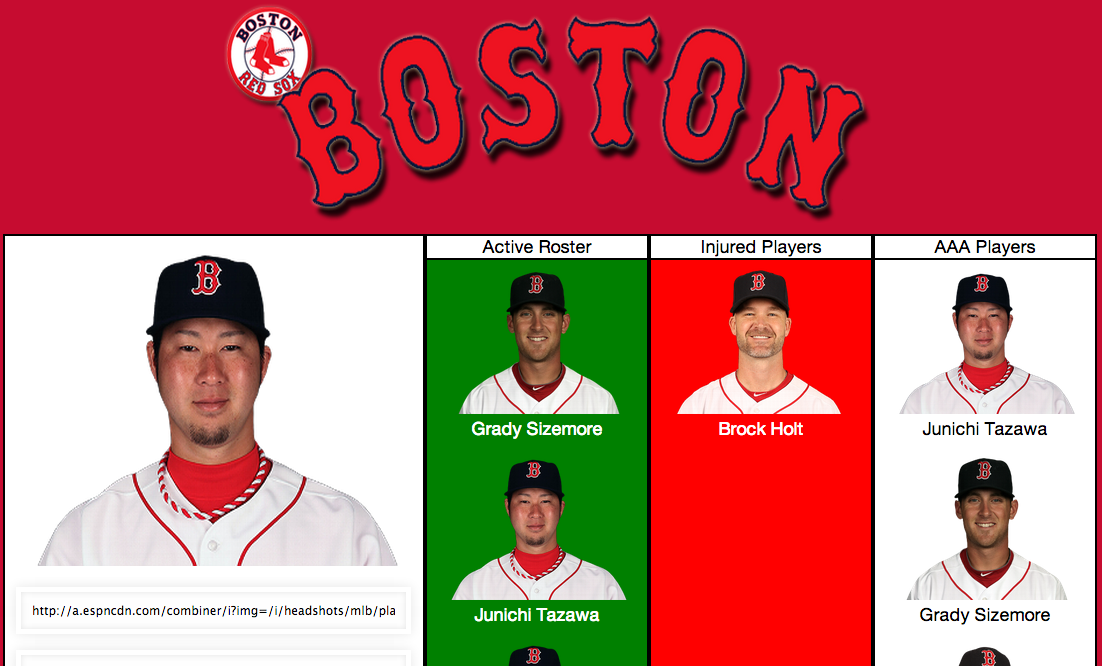 BOSTON
RED SOX
BOSTON
Active Roster
Injured Players
AAA Players
B
B
B
B
Grady Sizemore
Brock Holt
Junichi Tazawa
B
B
Junichi Tazawa
Grady Sizemore
http://a.espncdn.com/combiner/i?img=/i/headshots/mlb/pla
B